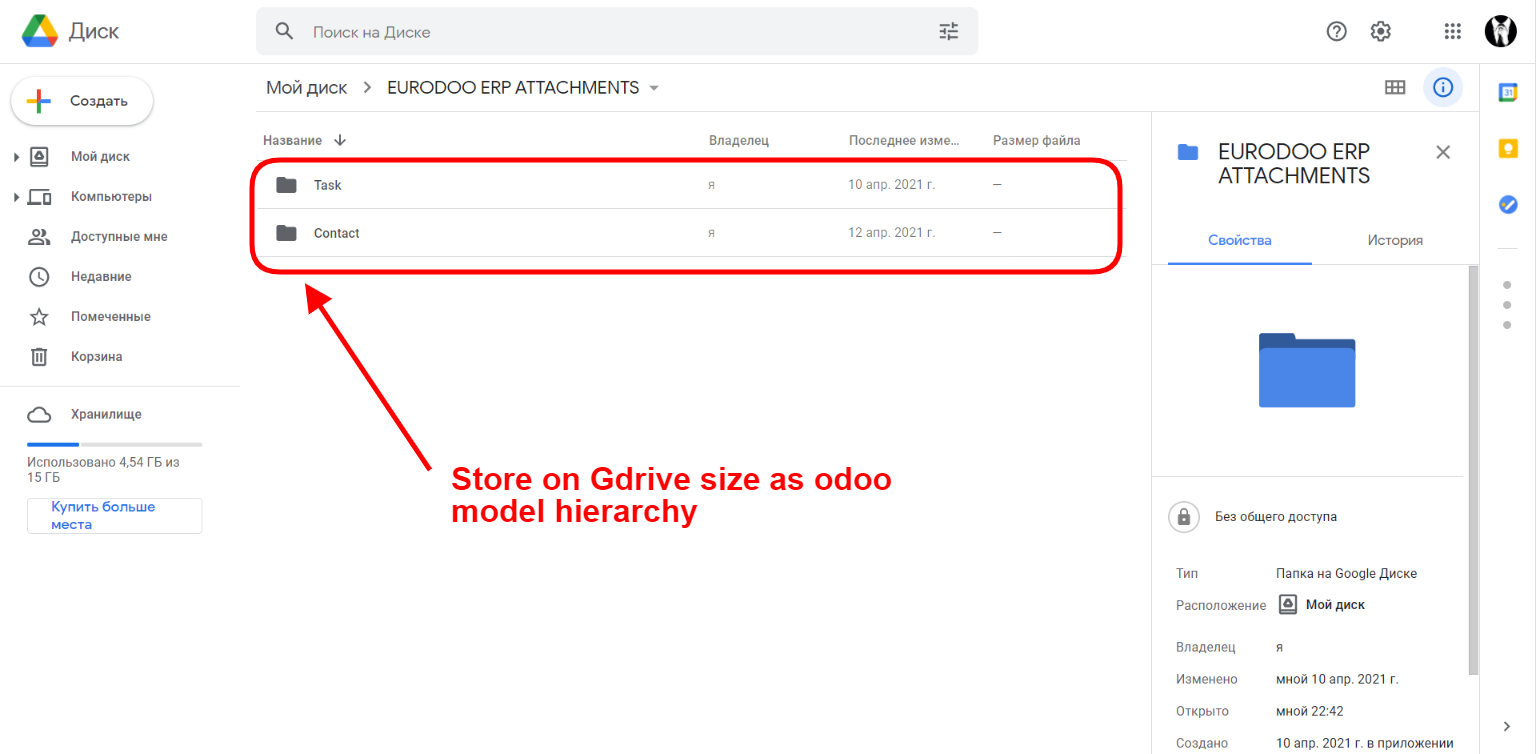 Диск
Поиск на Диске
Создать
Мой диск
Компьютеры
Доступные мне
Недавние
Помеченные
Корзина
Хранилище
Использовано 4,54 ГБ из
15 ГБ
Купить больше
места
Мой диск
EURODOO ERP ATTACHMENTS
Название
Владелец
Последнее изме...
Размер файла
Task
я
10 апр. 2021 г.
—
Contact
я
12 апр. 2021 г.
—
Store on Gdrive size as odoo
model hierarchy
EURODOO ERP
ATTACHMENTS
Свойства
История
Без общего доступа
Тип
Папка на Google Диске
Расположение
Мой диск
Владелец
я
Изменено
мной 10 апр. 2021 г.
Открыто
мной 22:42
Создано
10 апр. 2021 г. в приложении
31